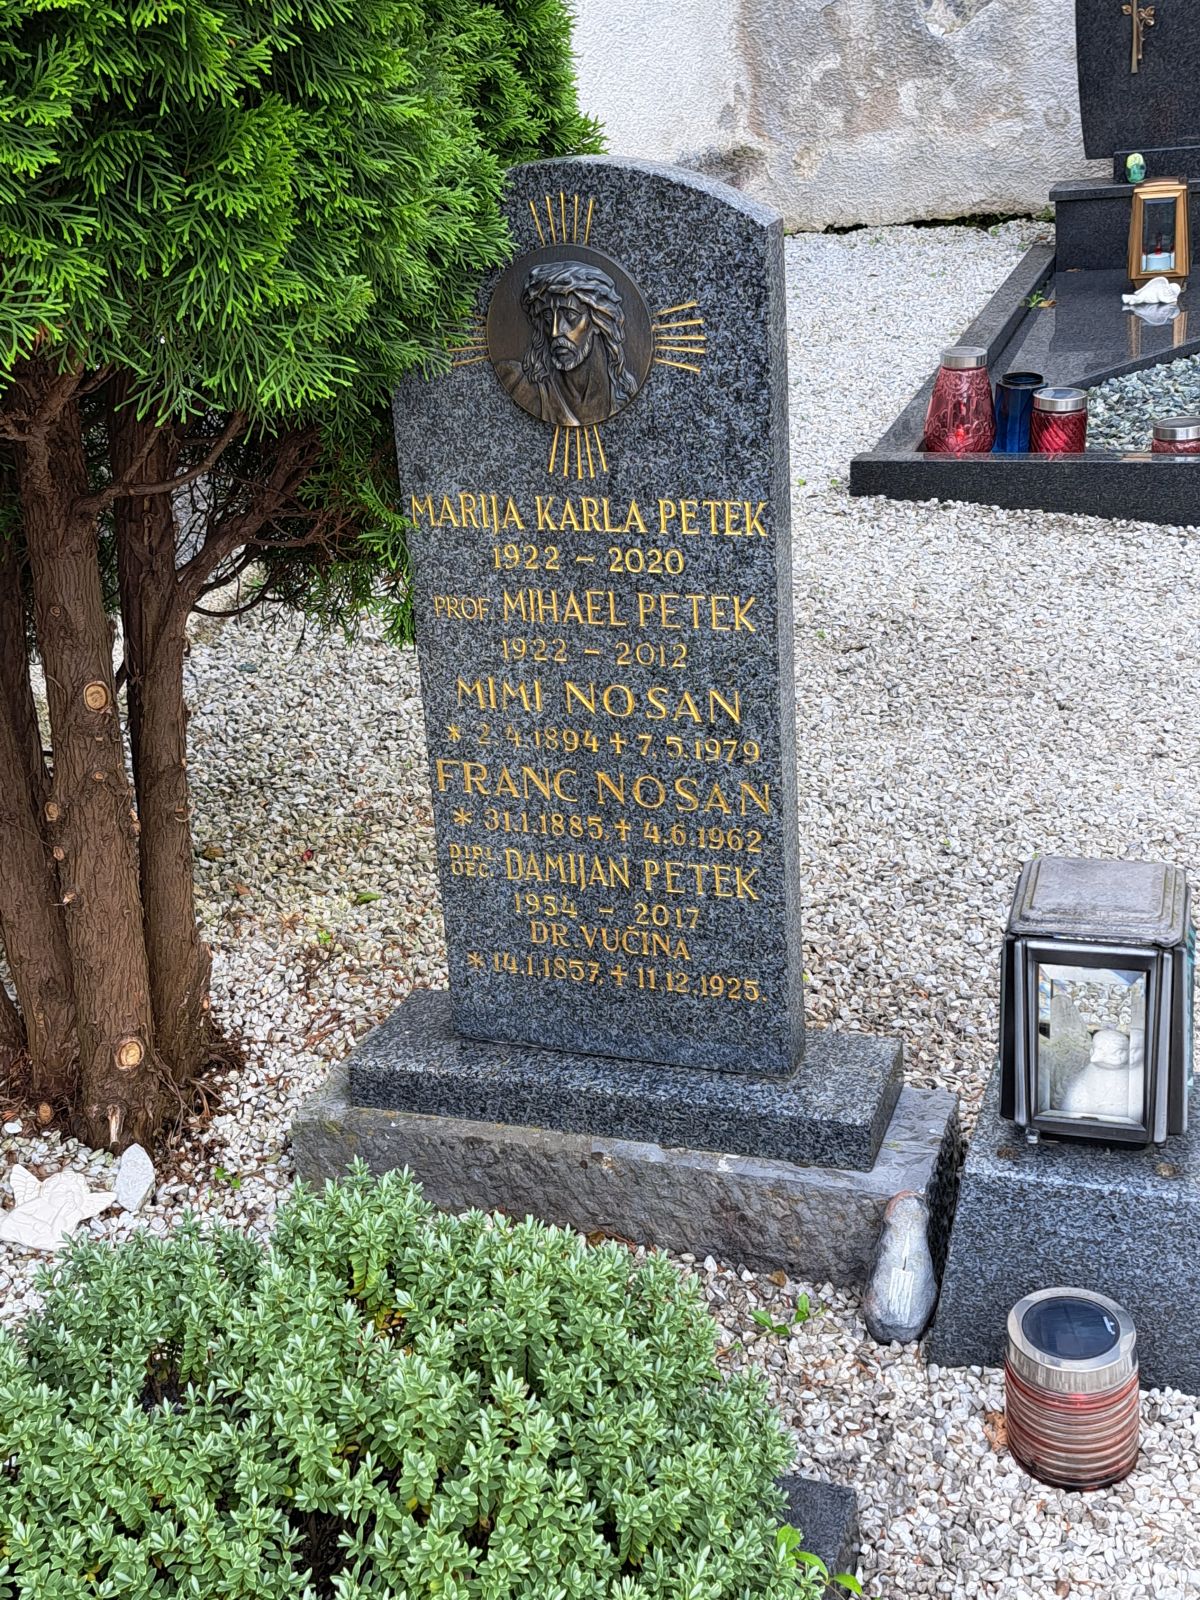 MARIJA KARLA PETEK
1922 – 2020
PROF. MIHAEL PETEK
1922 – 2012
MIMI NOSAN
* 2.4.1894 + 7.5.1979
FRANC NOSAN
* 31.1.1885, + 4.6.1962
DIPL. OEC. DAMIJAN PETEK
1954 – 2017
DR. VUČINA
* 14.1.1857, + 11.12.1925.